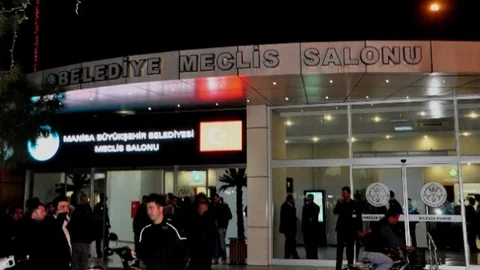 BELEDİYE MECLİS SALONU
MANİSA BÜYÜKŞEHİR BELEDİYESİ
MECLİS SALONU